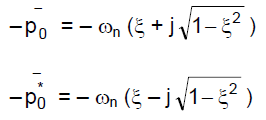 −p̄₀ = − ωₙ (ξ + j√(1−ξ²) )
−p̄₀* = − ωₙ (ξ − j√(1−ξ²) )